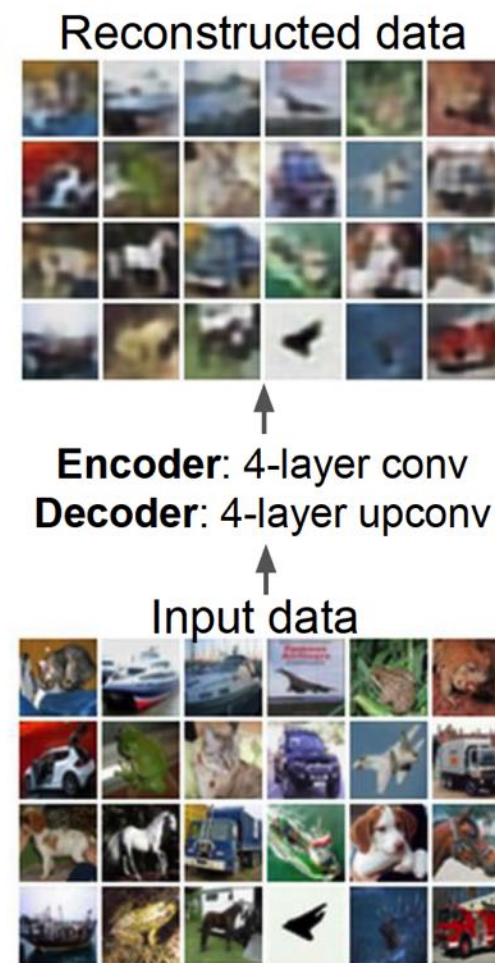 Reconstructed data
Encoder: 4-layer conv
Decoder: 4-layer upconv
Input data